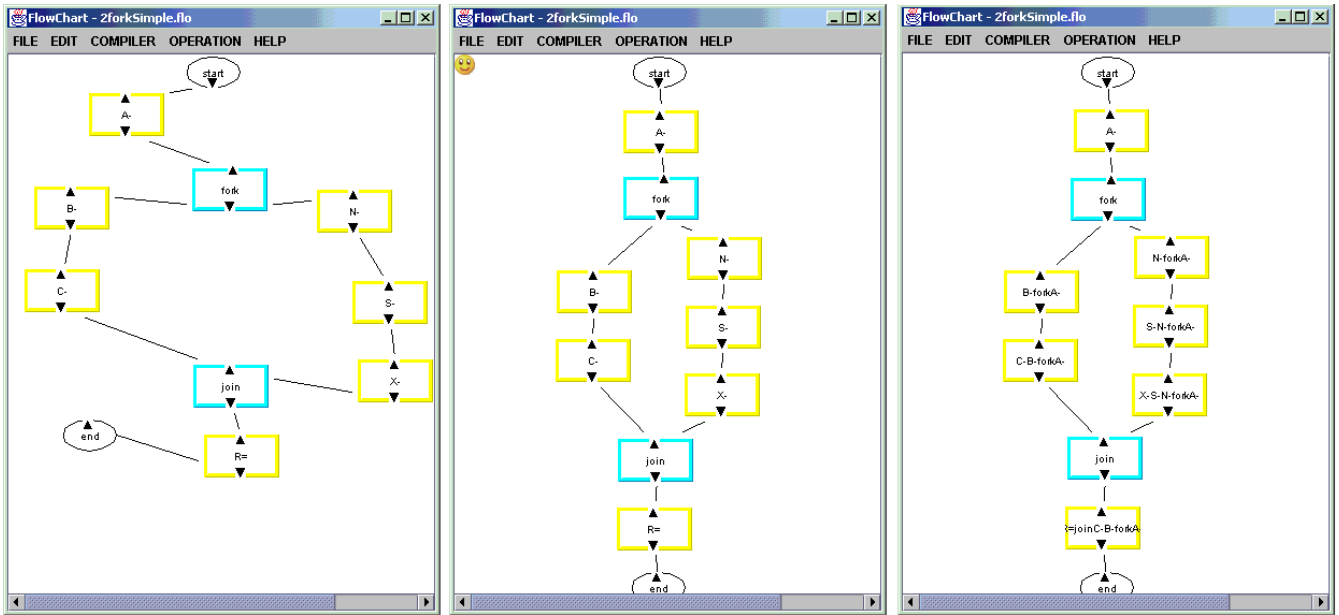 FlowChart - 2forkSimple.flo
FILE EDIT COMPILER OPERATION HELP
start
A-
fork
B-
N-
C-
S-
join
X-
end
R=
FlowChart - 2forkSimple.flo
FILE EDIT COMPILER OPERATION HELP
start
A-
fork
N-
B-
S-
C-
X-
join
R=
end
FlowChart - 2forkSimple.flo
FILE EDIT COMPILER OPERATION HELP
start
A-
fork
N-forkA-
B-forkA-
S-N-forkA-
C-B-forkA-
X-S-N-forkA-
join
R=joinC-B-forkA
end